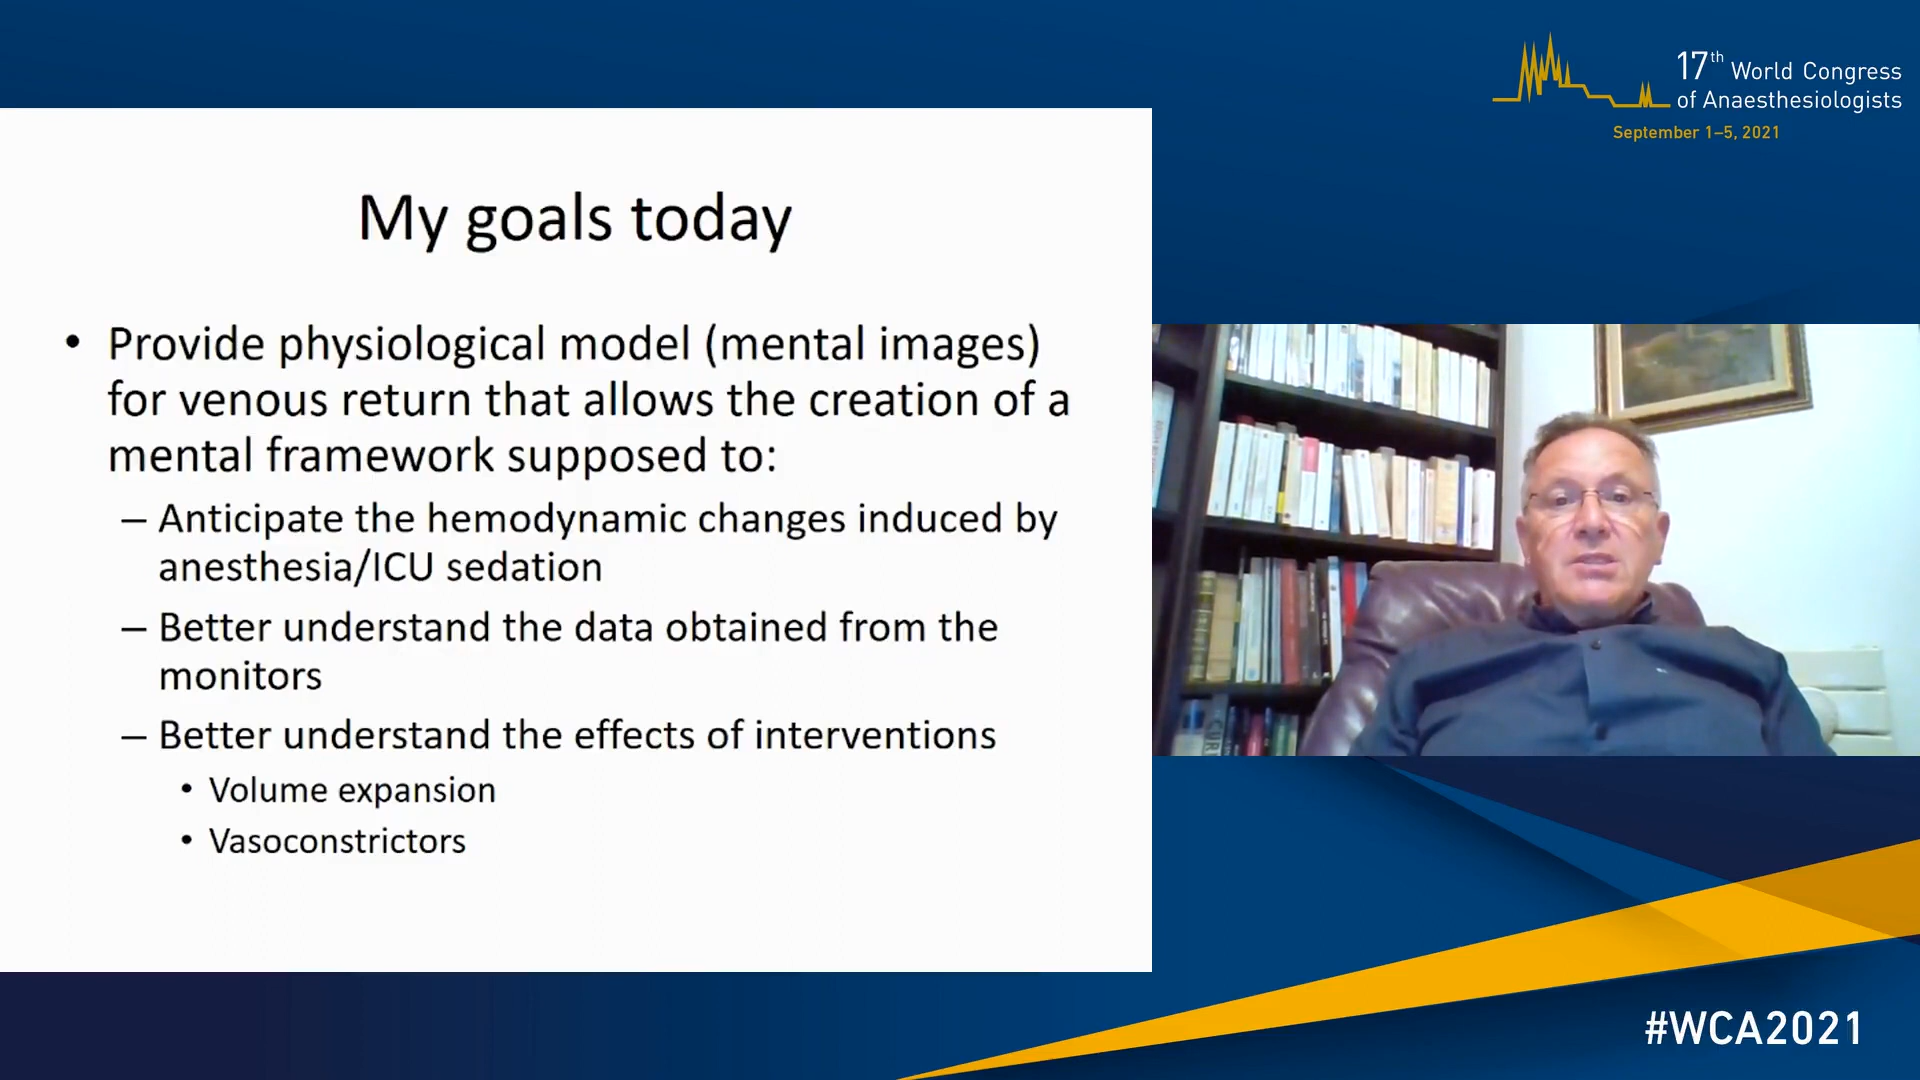 17th World Congress
of Anaesthesiologists
September 1–5, 2021
My goals today
• Provide physiological model (mental images)
for venous return that allows the creation of a
mental framework supposed to:
– Anticipate the hemodynamic changes induced by
anesthesia/ICU sedation
– Better understand the data obtained from the
monitors
– Better understand the effects of interventions
• Volume expansion
• Vasoconstrictors
#WCA2021